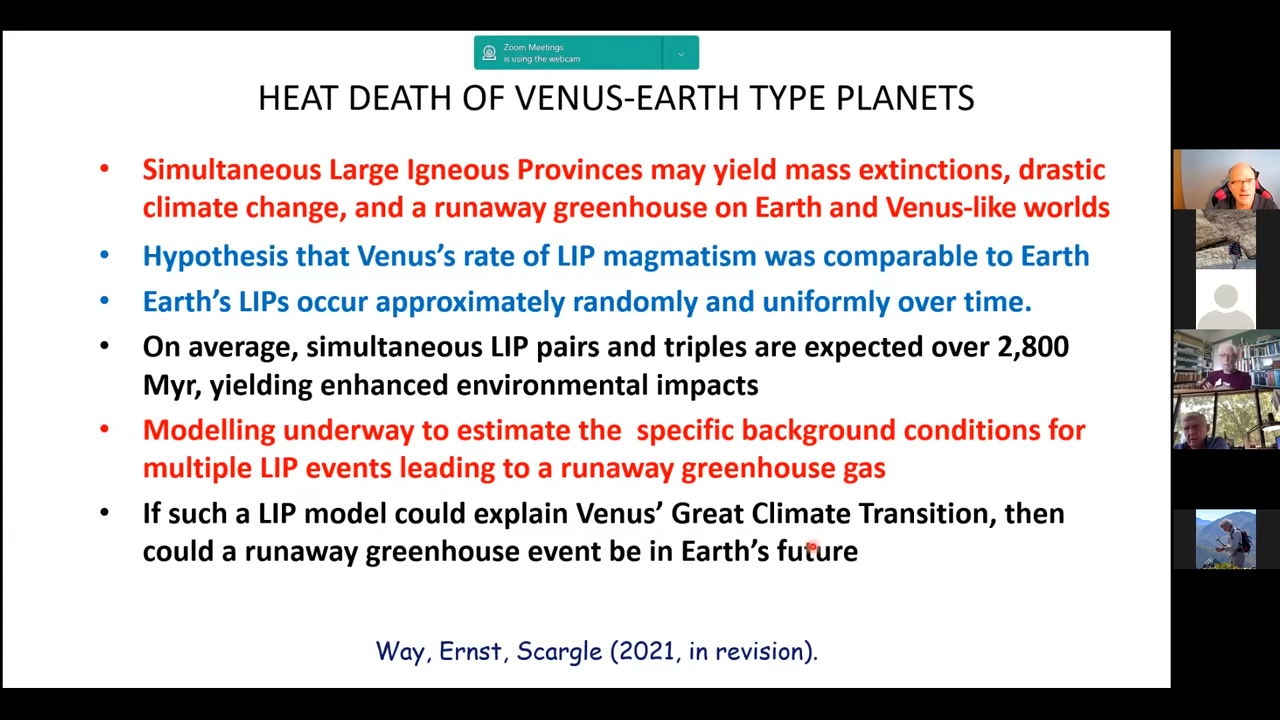 Zoom Meetings
is using the webcam
HEAT DEATH OF VENUS-EARTH TYPE PLANETS
• Simultaneous Large Igneous Provinces may yield mass extinctions, drastic
climate change, and a runaway greenhouse on Earth and Venus-like worlds
• Hypothesis that Venus’s rate of LIP magmatism was comparable to Earth
• Earth’s LIPs occur approximately randomly and uniformly over time.
• On average, simultaneous LIP pairs and triples are expected over 2,800
Myr, yielding enhanced environmental impacts
• Modelling underway to estimate the specific background conditions for
multiple LIP events leading to a runaway greenhouse gas
• If such a LIP model could explain Venus’ Great Climate Transition, then
could a runaway greenhouse event be in Earth’s future
Way, Ernst, Scargle (2021, in revision).